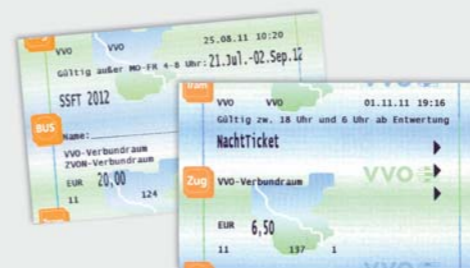 VVO VVO 25.08.11 10:20
Gültig außer MO-FR 4-8 Uhr: 21.Jul.-02.Sep.12
SSFT 2012
BUS
Name:
VVO-Verbundraum
ZVON-Verbundraum
EUR 20,00
11 124
Tram
VVO VVO 01.11.11 19:16
Gültig zw. 18 Uhr und 6 Uhr ab Entwertung
NachtTicket
VVO
Zug
VVO-Verbundraum
EUR 6,50
11 137 1